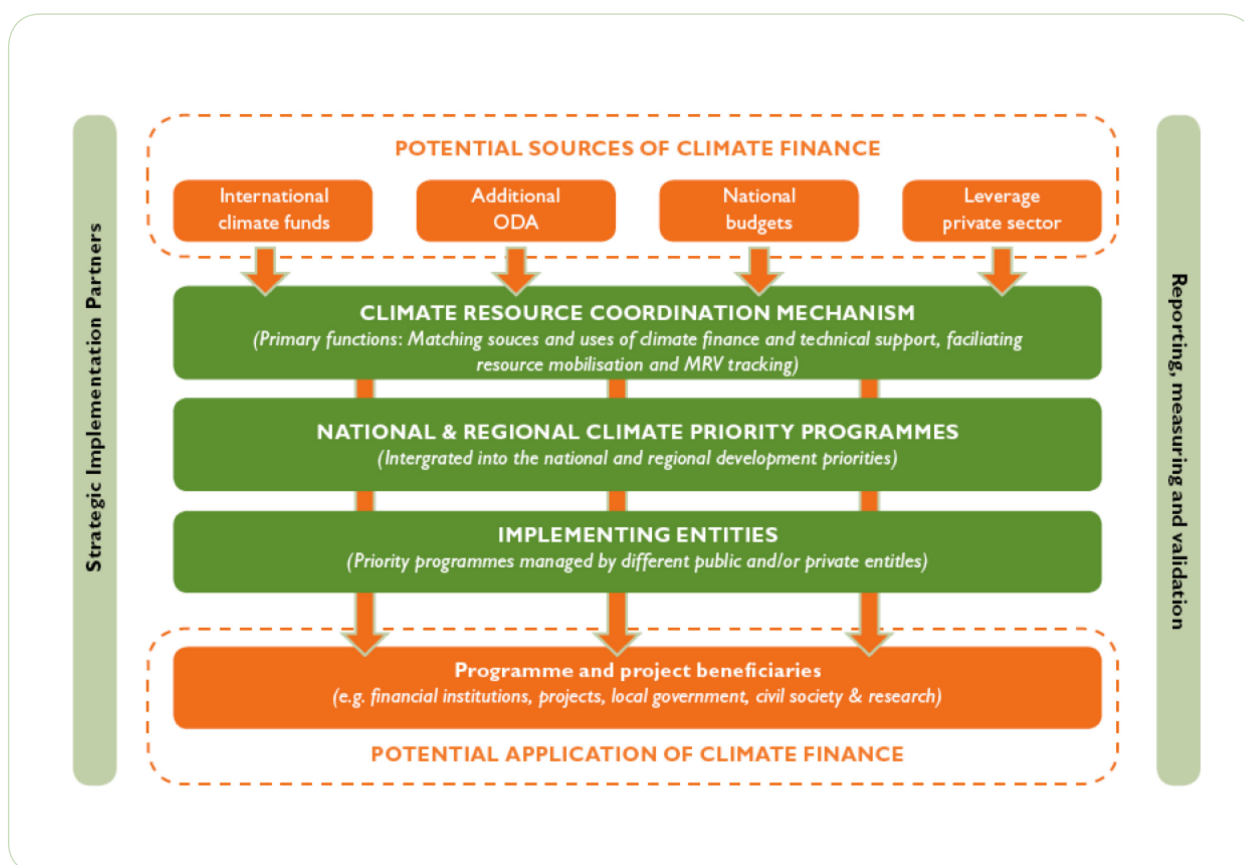 POTENTIAL SOURCES OF CLIMATE FINANCE
International
climate funds
Additional
ODA
National
budgets
Leverage
private sector
Strategic Implementation Partners
CLIMATE RESOURCE COORDINATION MECHANISM
(Primary functions: Matching souces and uses of climate finance and technical support, faciliating
resource mobilisation and MRV tracking)
NATIONAL & REGIONAL CLIMATE PRIORITY PROGRAMMES
(Intergrated into the national and regional development priorities)
IMPLEMENTING ENTITIES
(Priority programmes managed by different public and/or private entitles)
Programme and project beneficiaries
(e.g. financial institutions, projects, local government, civil society & research)
POTENTIAL APPLICATION OF CLIMATE FINANCE
Reporting, measuring and validation